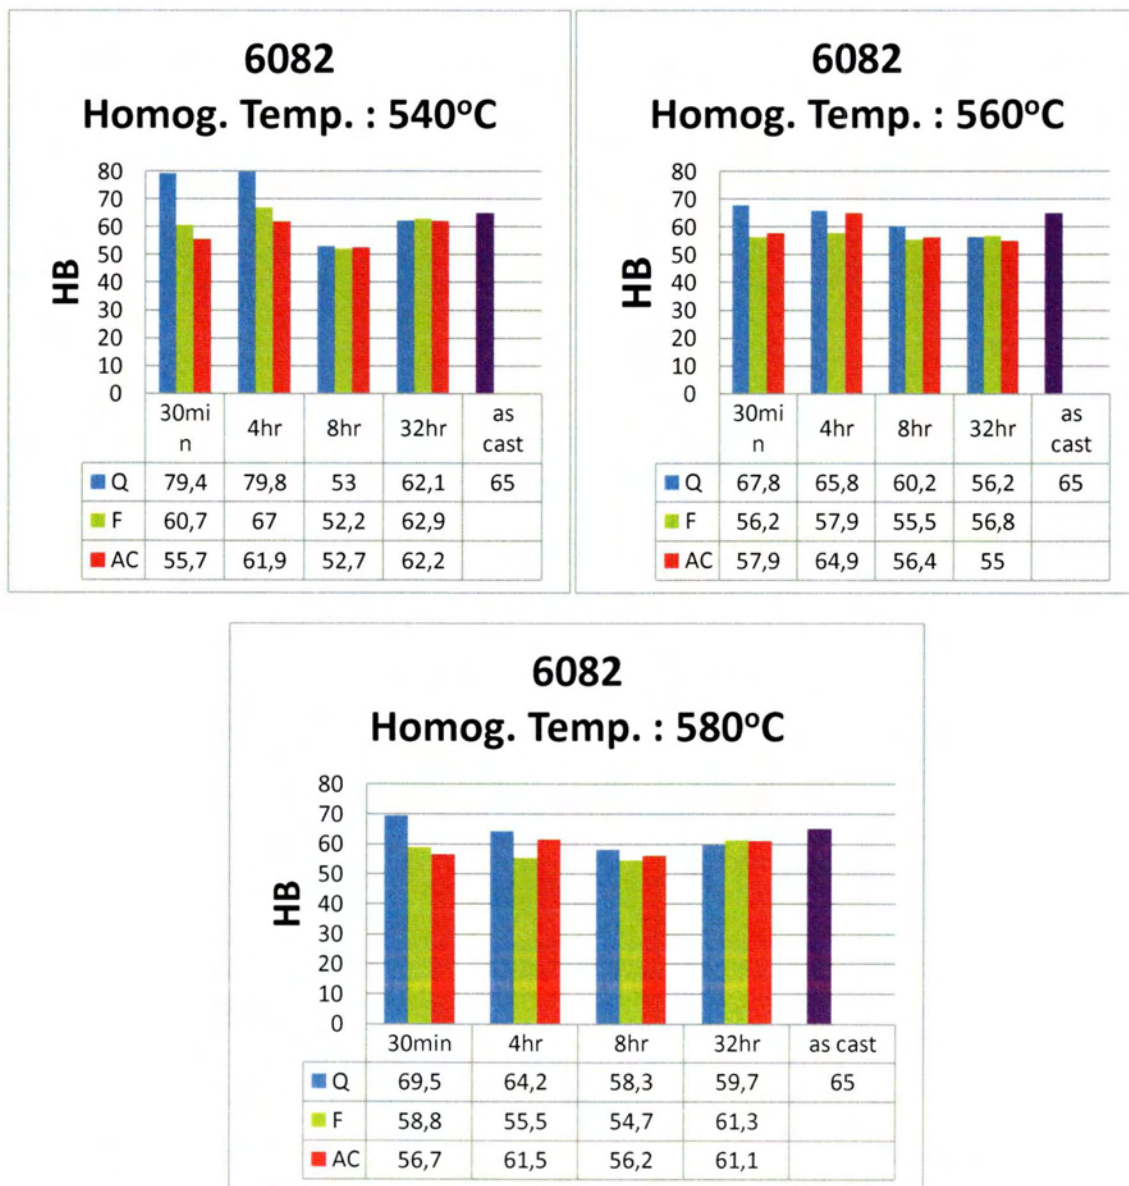 6082
Homog. Temp. : 540°C
HB
80
70
60
50
40
30
20
10
0
30mi
n
4hr
8hr
32hr
as
cast
Q 79,4 79,8 53 62,1 65
F 60,7 67 52,2 62,9
AC 55,7 61,9 52,7 62,2
6082
Homog. Temp. : 560°C
HB
80
70
60
50
40
30
20
10
0
30mi
n
4hr
8hr
32hr
as
cast
Q 67,8 65,8 60,2 56,2 65
F 56,2 57,9 55,5 56,8
AC 57,9 64,9 56,4 55
6082
Homog. Temp. : 580°C
HB
80
70
60
50
40
30
20
10
0
30min 4hr 8hr 32hr as cast
Q 69,5 64,2 58,3 59,7 65
F 58,8 55,5 54,7 61,3
AC 56,7 61,5 56,2 61,1